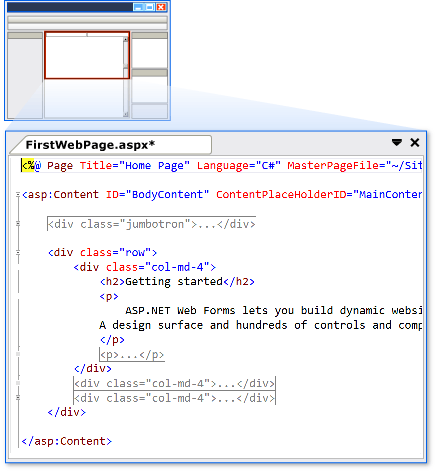 FirstWebPage.aspx*
<%@ Page Title="Home Page" Language="C#" MasterPageFile="~/Sit
<asp:Content ID="BodyContent" ContentPlaceHolderID="MainConten
<div class="jumbotron">...</div>
<div class="row">
<div class="col-md-4">
<h2>Getting started</h2>
<p>
ASP.NET Web Forms lets you build dynamic websi
A design surface and hundreds of controls and comp
</p>
<p>...</p>
</div>
<div class="col-md-4">...</div>
<div class="col-md-4">...</div>
</div>
</asp:Content>